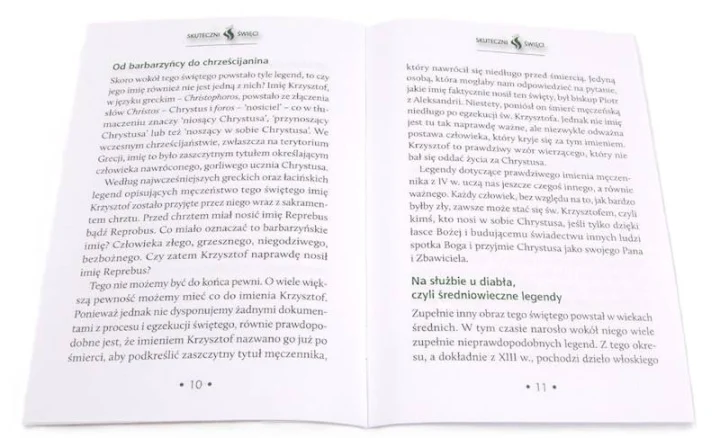 SKUTECZNI ŚWIĘCI
Od barbarzyńcy do chrześcijanina
Skoro wokół tego świętego powstało tyle legend, to czy
jego imię również nie jest jedną z nich? Imię Krzysztof,
w języku greckim – Christophoros, powstało ze złączenia
słów Christos – Chrystus i foros – 'nosiciel' – co w tłu-
maczeniu znaczy 'niosący Chrystusa', 'przynoszący
Chrystusa' lub też 'noszący w sobie Chrystusa'. We
wczesnym chrześcijaństwie, zwłaszcza na terytorium
Grecji, imię to było zaszczytnym tytułem określającym
człowieka nawróconego, gorliwego ucznia Chrystusa.
Według najwcześniejszych greckich oraz łacińskich
legend opisujących męczeństwo tego świętego imię
Krzysztof zostało przyjęte przez niego wraz z sakramen-
tem chrztu. Przed chrztem miał nosić imię Reprebus
bądź Reprobus. Co miało oznaczać to barbarzyńskie
imię? Człowieka złego, grzesznego, niegodziwego,
bezbożnego. Czy zatem Krzysztof naprawdę nosił
imię Reprebus?
Tego nie możemy być do końca pewni. O wiele więk-
szą pewność możemy mieć co do imienia Krzysztof.
Ponieważ jednak nie dysponujemy żadnymi dokumen-
tami z procesu i egzekucji świętego, równie prawdopo-
dobne jest, że imieniem Krzysztof nazwano go już po
śmierci, aby podkreślić zaszczytny tytuł męczennika,
• 10 •
SKUTECZNI ŚWIĘCI
który nawrócił się niedługo przed śmiercią. Jedyną
osobą, która mogłaby nam odpowiedzieć na pytanie,
jakie imię faktycznie nosił ten święty, był biskup Piotr
z Aleksandrii. Niestety, poniósł on śmierć męczeńską
niedługo po egzekucji św. Krzysztofa. Jednak nie imię
jest tu tak naprawdę ważne, ale niezwykle odważna
postawa człowieka, który kryje się za tym imieniem.
Krzysztof to prawdziwy wzór wierzącego, który nie
bał się oddać życia za Chrystusa.
Legendy dotyczące prawdziwego imienia męczen-
nika z IV w. uczą nas jeszcze czegoś innego, a równie
ważnego. Każdy człowiek, bez względu na to, jak bardzo
byłby zły, zawsze może stać się św. Krzysztofem, czyli
kimś, kto nosi w sobie Chrystusa, jeśli tylko dzięki
łasce Bożej i budującemu świadectwu innych ludzi
spotka Boga i przyjmie Chrystusa jako swojego Pana
i Zbawiciela.
Na służbie u diabła,
czyli średniowieczne legendy
Zupełnie inny obraz tego świętego powstał w wiekach
średnich. W tym czasie narosło wokół niego wiele
zupełnie nieprawdopodobnych legend. Z tego okre-
su, a dokładnie z XIII w., pochodzi dzieło włoskiego
• 11 •